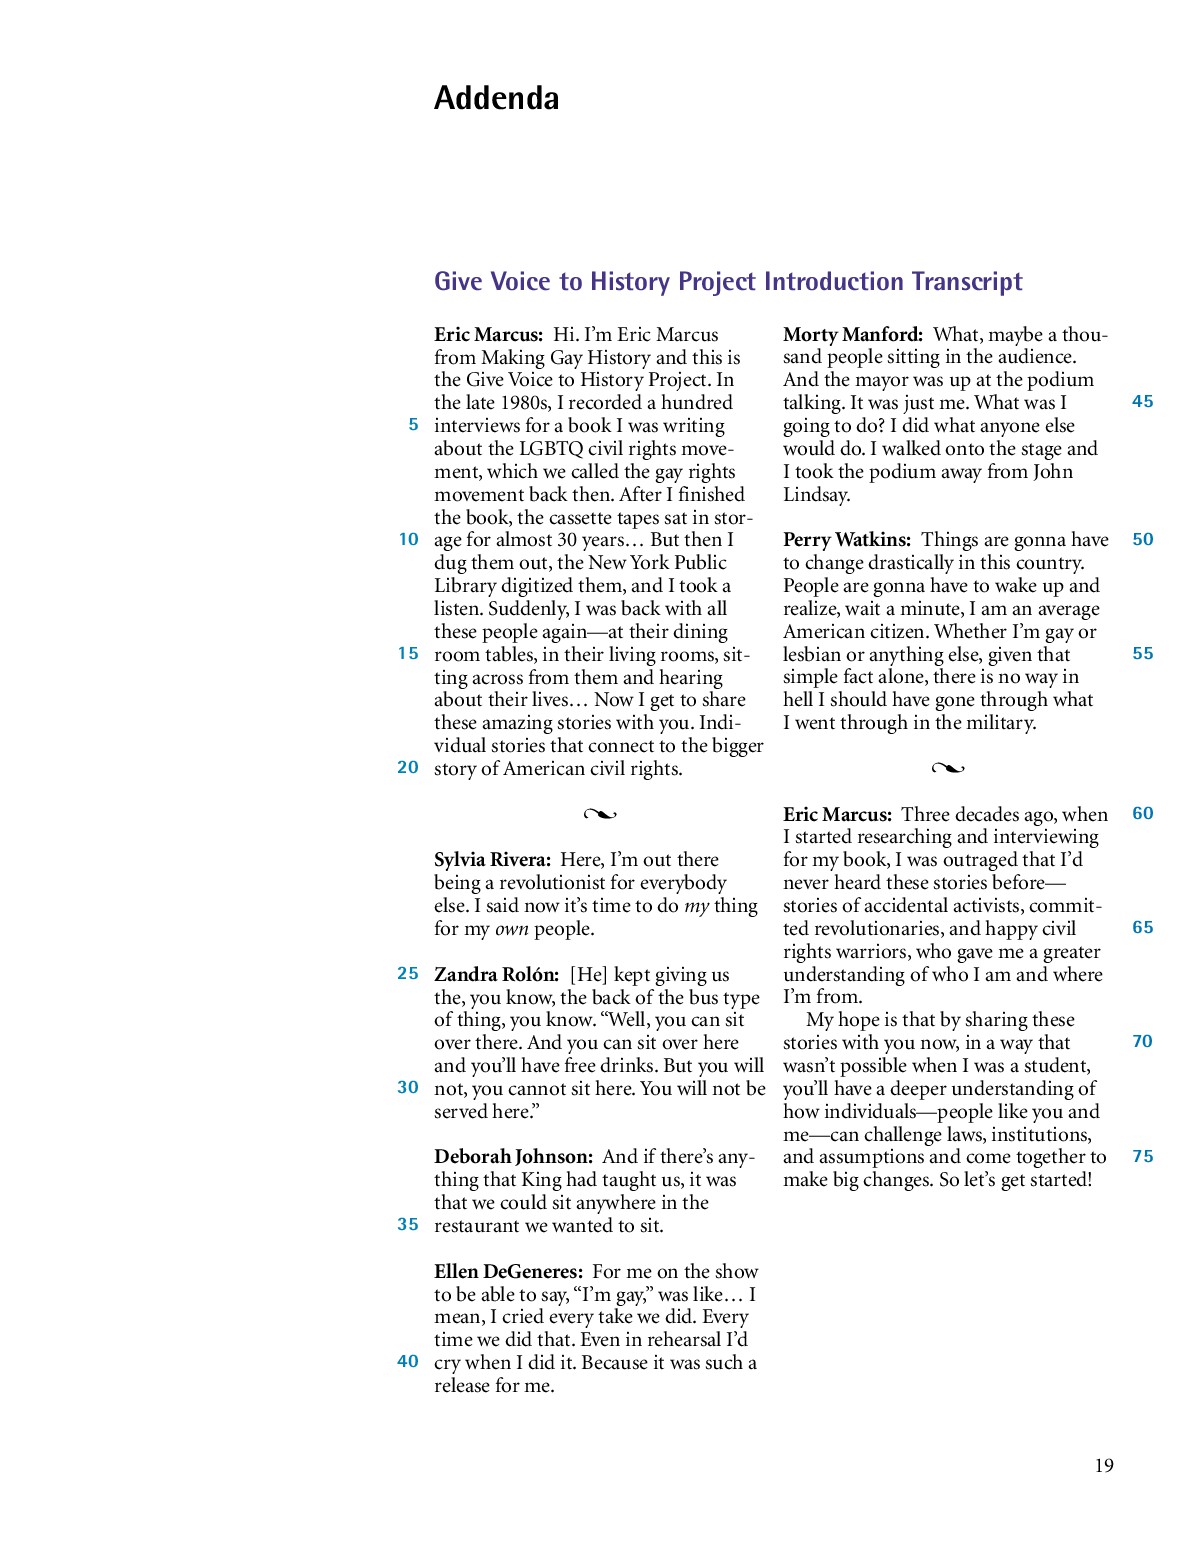 Addenda
Give Voice to History Project Introduction Transcript
Eric Marcus: Hi. I’m Eric Marcus
from Making Gay History and this is
the Give Voice to History Project. In
the late 1980s, I recorded a hundred
5 interviews for a book I was writing
about the LGBTQ civil rights move-
ment, which we called the gay rights
movement back then. After I finished
the book, the cassette tapes sat in stor-
10 age for almost 30 years… But then I
dug them out, the New York Public
Library digitized them, and I took a
listen. Suddenly, I was back with all
these people again—at their dining
15 room tables, in their living rooms, sit-
ting across from them and hearing
about their lives… Now I get to share
these amazing stories with you. Indi-
vidual stories that connect to the bigger
20 story of American civil rights.
Sylvia Rivera: Here, I’m out there
being a revolutionist for everybody
else. I said now it’s time to do my thing
for my own people.
25 Zandra Rolón: [He] kept giving us
the, you know, the back of the bus type
of thing, you know. “Well, you can sit
over there. And you can sit over here
and you’ll have free drinks. But you will
30 not, you cannot sit here. You will not be
served here.”
Deborah Johnson: And if there’s any-
thing that King had taught us, it was
that we could sit anywhere in the
35 restaurant we wanted to sit.
Ellen DeGeneres: For me on the show
to be able to say, “I’m gay,” was like… I
mean, I cried every take we did. Every
time we did that. Even in rehearsal I’d
40 cry when I did it. Because it was such a
release for me.
Morty Manford: What, maybe a thou-
sand people sitting in the audience.
And the mayor was up at the podium
talking. It was just me. What was I 45
going to do? I did what anyone else
would do. I walked onto the stage and
I took the podium away from John
Lindsay.
Perry Watkins: Things are gonna have 50
to change drastically in this country.
People are gonna have to wake up and
realize, wait a minute, I am an average
American citizen. Whether I’m gay or
lesbian or anything else, given that 55
simple fact alone, there is no way in
hell I should have gone through what
I went through in the military.
Eric Marcus: Three decades ago, when 60
I started researching and interviewing
for my book, I was outraged that I’d
never heard these stories before—
stories of accidental activists, commit-
ted revolutionaries, and happy civil 65
rights warriors, who gave me a greater
understanding of who I am and where
I’m from.
My hope is that by sharing these
stories with you now, in a way that 70
wasn’t possible when I was a student,
you’ll have a deeper understanding of
how individuals—people like you and
me—can challenge laws, institutions,
and assumptions and come together to 75
make big changes. So let’s get started!
19